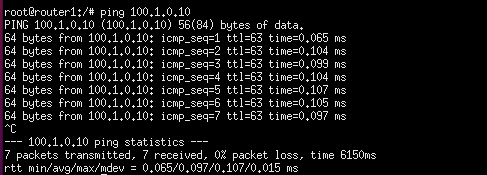 root@router1:/# ping 100.1.0.10
PING 100.1.0.10 (100.1.0.10) 56(84) bytes of data.
64 bytes from 100.1.0.10: icmp_seq=1 ttl=63 time=0.065 ms
64 bytes from 100.1.0.10: icmp_seq=2 ttl=63 time=0.104 ms
64 bytes from 100.1.0.10: icmp_seq=3 ttl=63 time=0.099 ms
64 bytes from 100.1.0.10: icmp_seq=4 ttl=63 time=0.104 ms
64 bytes from 100.1.0.10: icmp_seq=5 ttl=63 time=0.107 ms
64 bytes from 100.1.0.10: icmp_seq=6 ttl=63 time=0.105 ms
64 bytes from 100.1.0.10: icmp_seq=7 ttl=63 time=0.097 ms
^C
--- 100.1.0.10 ping statistics ---
7 packets transmitted, 7 received, 0% packet loss, time 6150ms
rtt min/avg/max/mdev = 0.065/0.097/0.107/0.015 ms